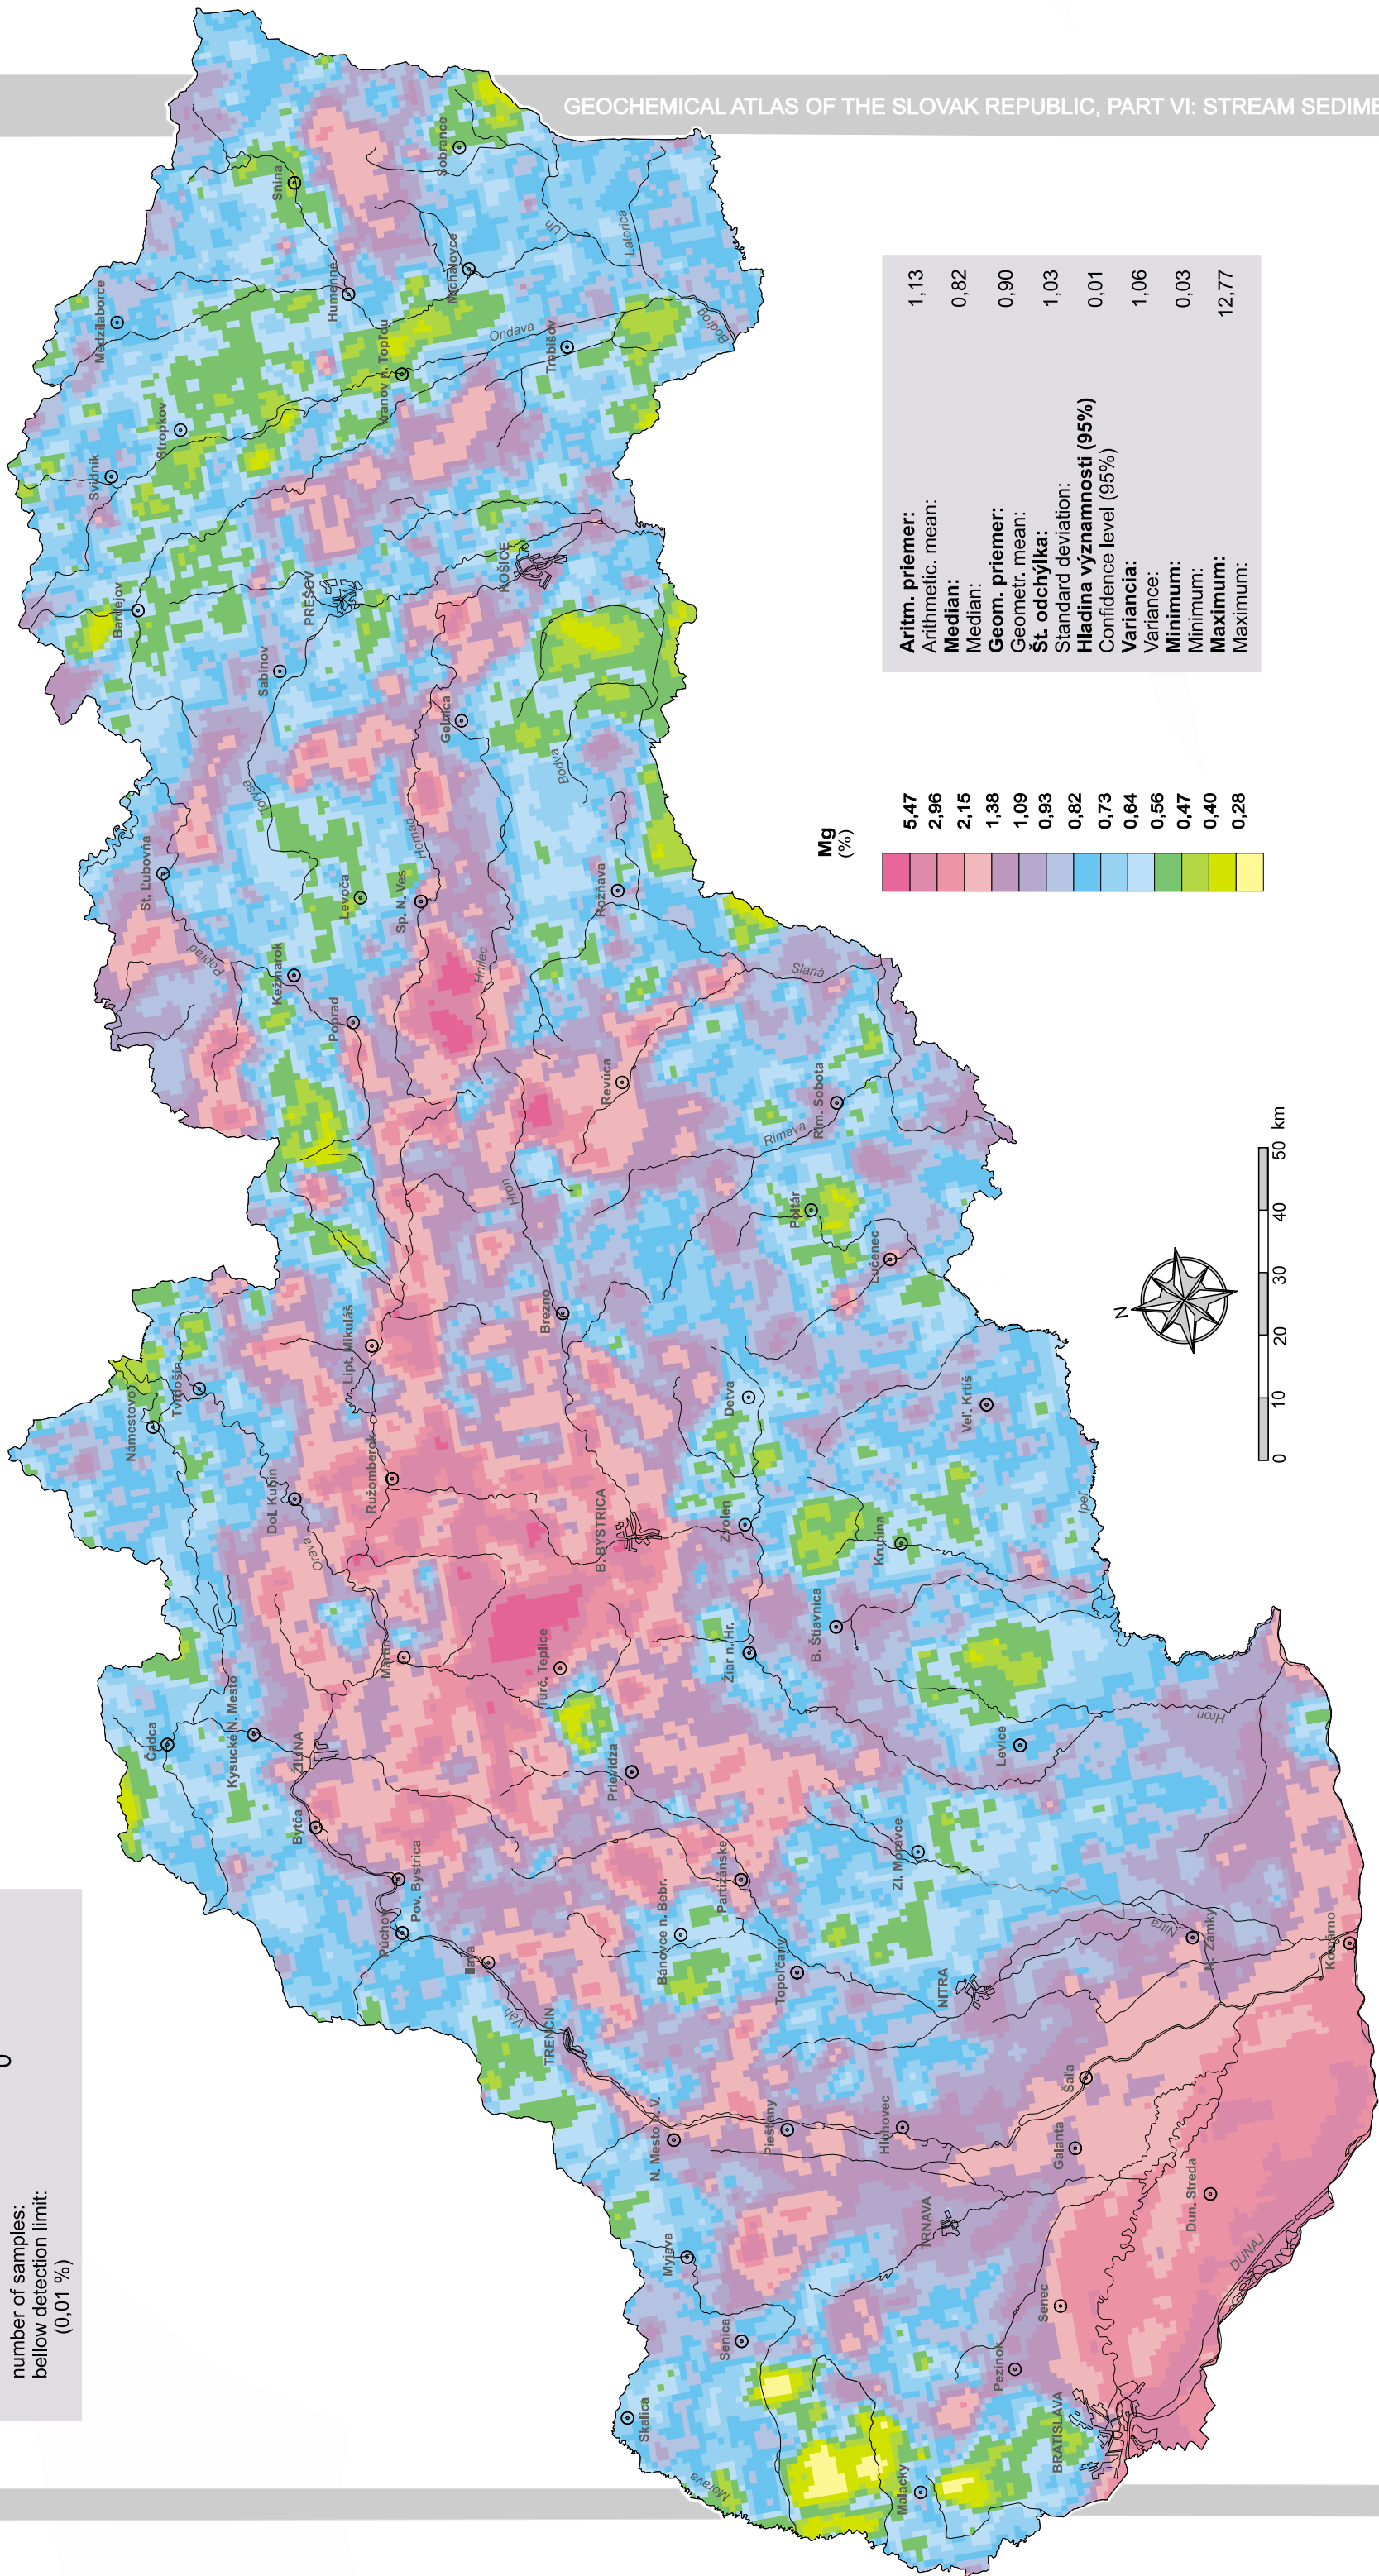 GEOCHEMICAL ATLAS OF THE SLOVAK REPUBLIC, PART VI: STREAM SEDIME
number of samples:
bellow detection limit:
(0,01 %)
Skalica
Senica
Myjava
Malacky
Morava
BRATISLAVA
Pezinok
Senec
TRNAVA
Dun. Streda
DUNAJ
Galanta
Šaľa
Hlohovec
Piešťany
N. Mesto n. V.
TRENČÍN
Váh
Ilava
Púchov
Pov. Bystrica
Bytča
ŽILINA
Kysucké N. Mesto
Čadca
Bánovce n. Bebr.
Partizánske
Topoľčany
NITRA
Nitra
N. Zámky
Komárno
Zl. Moravce
Levice
Hron
Prievidza
Turč. Teplice
Martin
Žiar n. Hr.
B. Štiavnica
Krupina
Zvolen
B. BYSTRICA
Detva
Veľ. Krtíš
Ipeľ
Ružomberok
Dol. Kubín
Orava
Námestovo
Tvrdošín
Lipt. Mikuláš
Brezno
Hron
Lučenec
Poltár
Rimava
Rim. Sobota
Revúca
Slaná
Rožňava
Poprad
Kežmarok
Poprad
St. Ľubovňa
Levoča
Sp. N. Ves
Hnilec
Hornád
Torysa
Gelnica
Bodva
Sabinov
PREŠOV
KOŠICE
Bardejov
Svidník
Stropkov
Medzilaborce
Vranov n. Topľou
Humenné
Snina
Michalovce
Sobrance
Trebišov
Ondava
Uh
Latorica
Bodrog
Mg
(%)
5,47
2,96
2,15
1,38
1,09
0,93
0,82
0,73
0,64
0,56
0,47
0,40
0,28
Aritm. priemer:
Arithmetic. mean: 1,13
Median:
Median: 0,82
Geom. priemer:
Geometr. mean: 0,90
Št. odchýlka:
Standard deviation: 1,03
Hladina významosti (95%)
Confidence level (95%) 0,01
Variancia:
Variance: 1,06
Minimum:
Minimum: 0,03
Maximum:
Maximum: 12,77
N
0 10 20 30 40 50 km